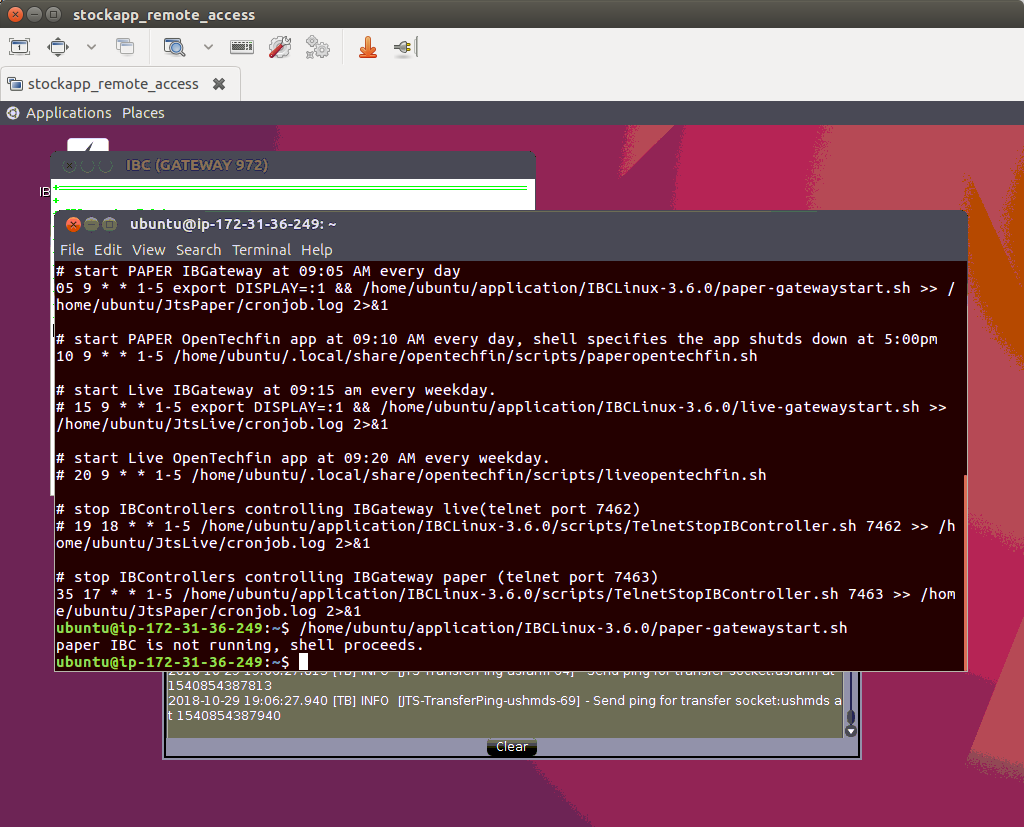 stockapp_remote_access
stockapp_remote_access
Applications Places
IBC (GATEWAY 972)
IB
ubuntu@ip-172-31-36-249: ~
File Edit View Search Terminal Help
# start PAPER IBGateway at 09:05 AM every day
05 9 * * 1-5 export DISPLAY=:1 && /home/ubuntu/application/IBCLinux-3.6.0/paper-gatewaystart.sh >> /
home/ubuntu/JtsPaper/cronjob.log 2>&1
# start PAPER OpenTechfin app at 09:10 AM every day, shell specifies the app shutds down at 5:00pm
10 9 * * 1-5 /home/ubuntu/.local/share/opentechfin/scripts/paperopentechfin.sh
# start Live IBGateway at 09:15 am every weekday.
# 15 9 * * 1-5 export DISPLAY=:1 && /home/ubuntu/application/IBCLinux-3.6.0/live-gatewaystart.sh >>
/home/ubuntu/JtsLive/cronjob.log 2>&1
# start Live OpenTechfin app at 09:20 AM every weekday.
# 20 9 * * 1-5 /home/ubuntu/.local/share/opentechfin/scripts/liveopentechfin.sh
# stop IBControllers controlling IBGateway live(telnet port 7462)
# 19 18 * * 1-5 /home/ubuntu/application/IBCLinux-3.6.0/scripts/TelnetStopIBController.sh 7462 >> /h
ome/ubuntu/JtsLive/cronjob.log 2>&1
# stop IBControllers controlling IBGateway paper (telnet port 7463)
35 17 * * 1-5 /home/ubuntu/application/IBCLinux-3.6.0/scripts/TelnetStopIBController.sh 7463 >> /hom
e/ubuntu/JtsPaper/cronjob.log 2>&1
ubuntu@ip-172-31-36-249:~$ /home/ubuntu/application/IBCLinux-3.6.0/paper-gatewaystart.sh
paper IBC is not running, shell proceeds.
ubuntu@ip-172-31-36-249:~$
2018-10-29 19:06:27.813 [TB] INFO [JTS-TransferPing-usfarm-64] - Send ping for transfer socket:usfarm at
1540854387813
2018-10-29 19:06:27.940 [TB] INFO [JTS-TransferPing-ushmds-69] - Send ping for transfer socket:ushmds a
t 1540854387940
Clear